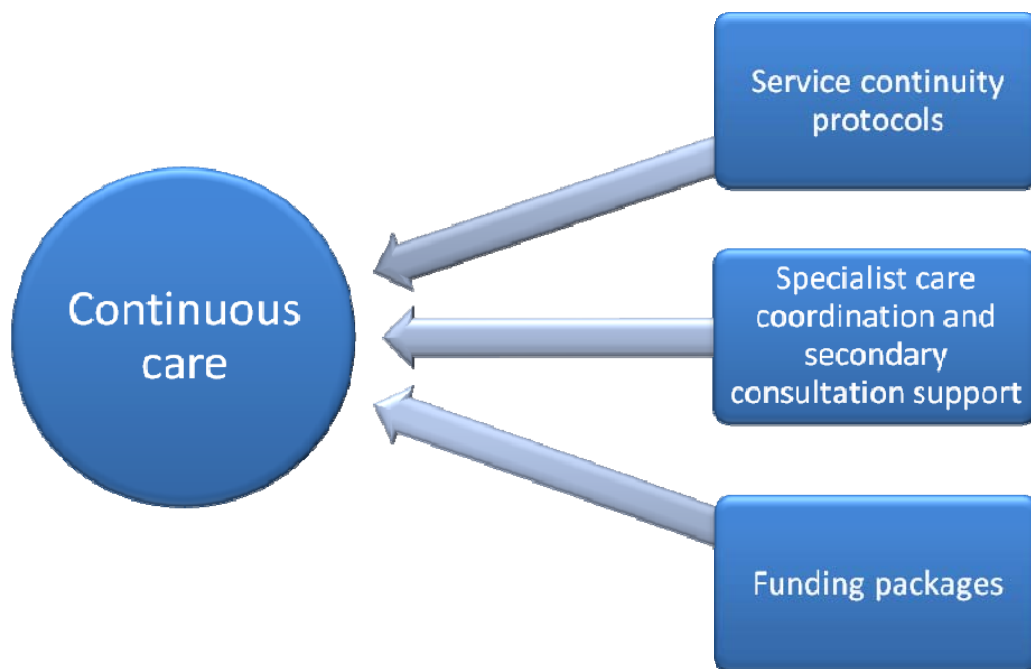 Continuous
care
Service continuity
protocols
Specialist care
coordination and
secondary
consultation support
Funding packages